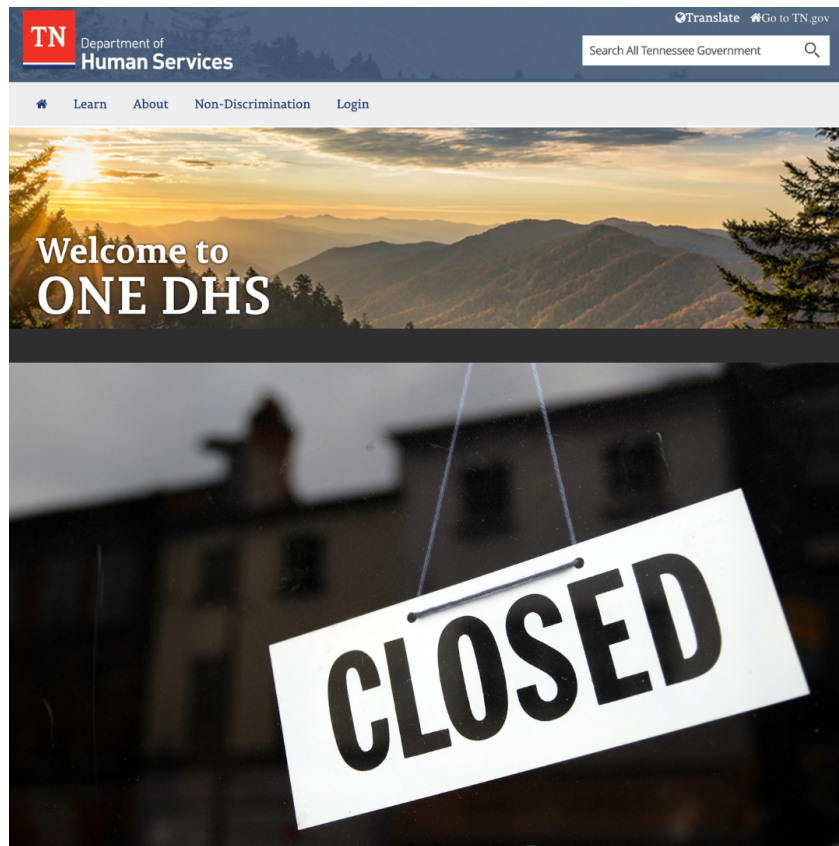 Translate Go to TN.gov
TN
Department of
Human Services
Search All Tennessee Government
Learn About Non-Discrimination Login
Welcome to
ONE DHS
CLOSED